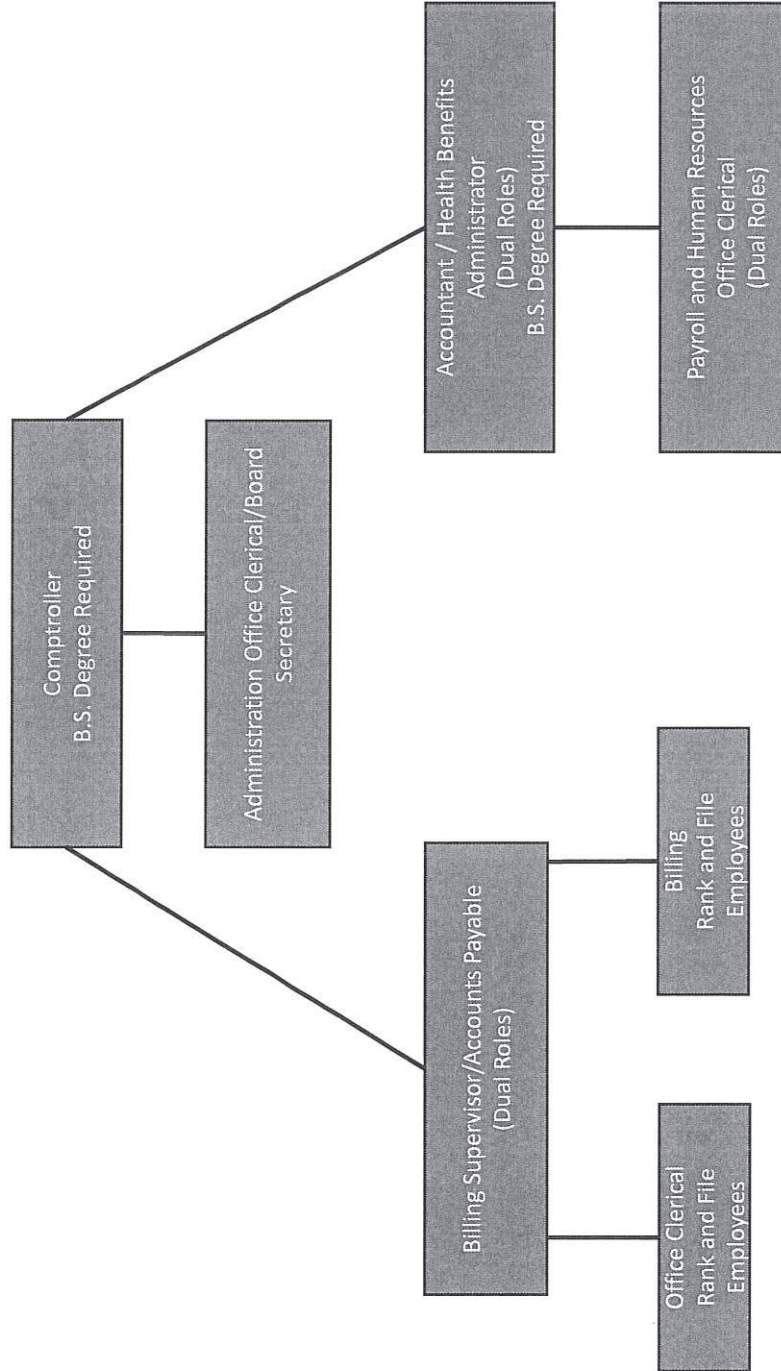 Comptroller
B.S. Degree Required
Administration Office Clerical/Board
Secretary
Billing Supervisor/Accounts Payable
(Dual Roles)
Accountant / Health Benefits
Administrator
(Dual Roles)
B.S. Degree Required
Office Clerical
Rank and File
Employees
Billing
Rank and File
Employees
Payroll and Human Resources
Office Clerical
(Dual Roles)